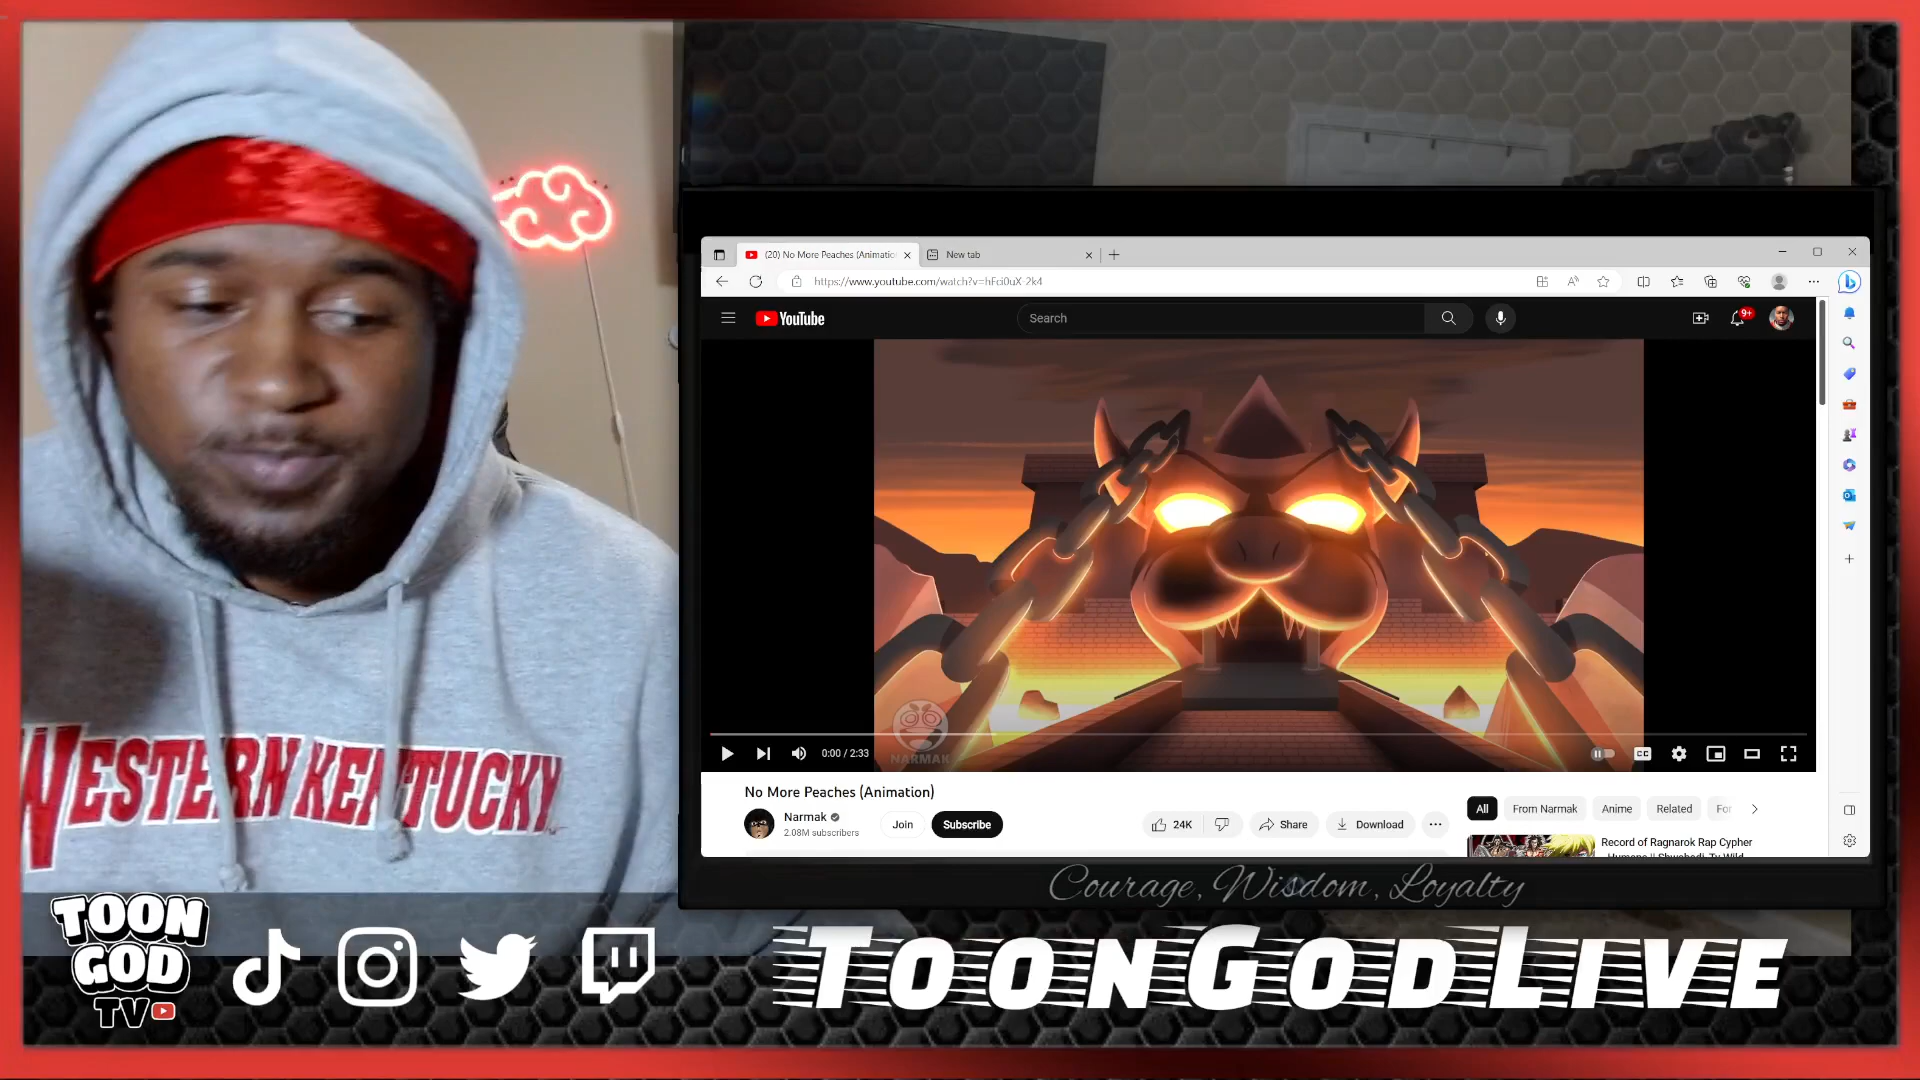 (20) No More Peaches (Animatio
New tab
https://www.youtube.com/watch?v=hFci0uX-2k4
YouTube
Search
9+
0:00 / 2:33
CC
NARMAK
No More Peaches (Animation)
Narmak
2.08M subscribers
Join
Subscribe
24K
Share
Download
All
From Narmak
Anime
Related
For
Record of Ragnarok Rap Cypher
WESTERN KENTUCKY
Courage, Wisdom, Loyalty
TOON
GOD
TV
TOONGODLIVE